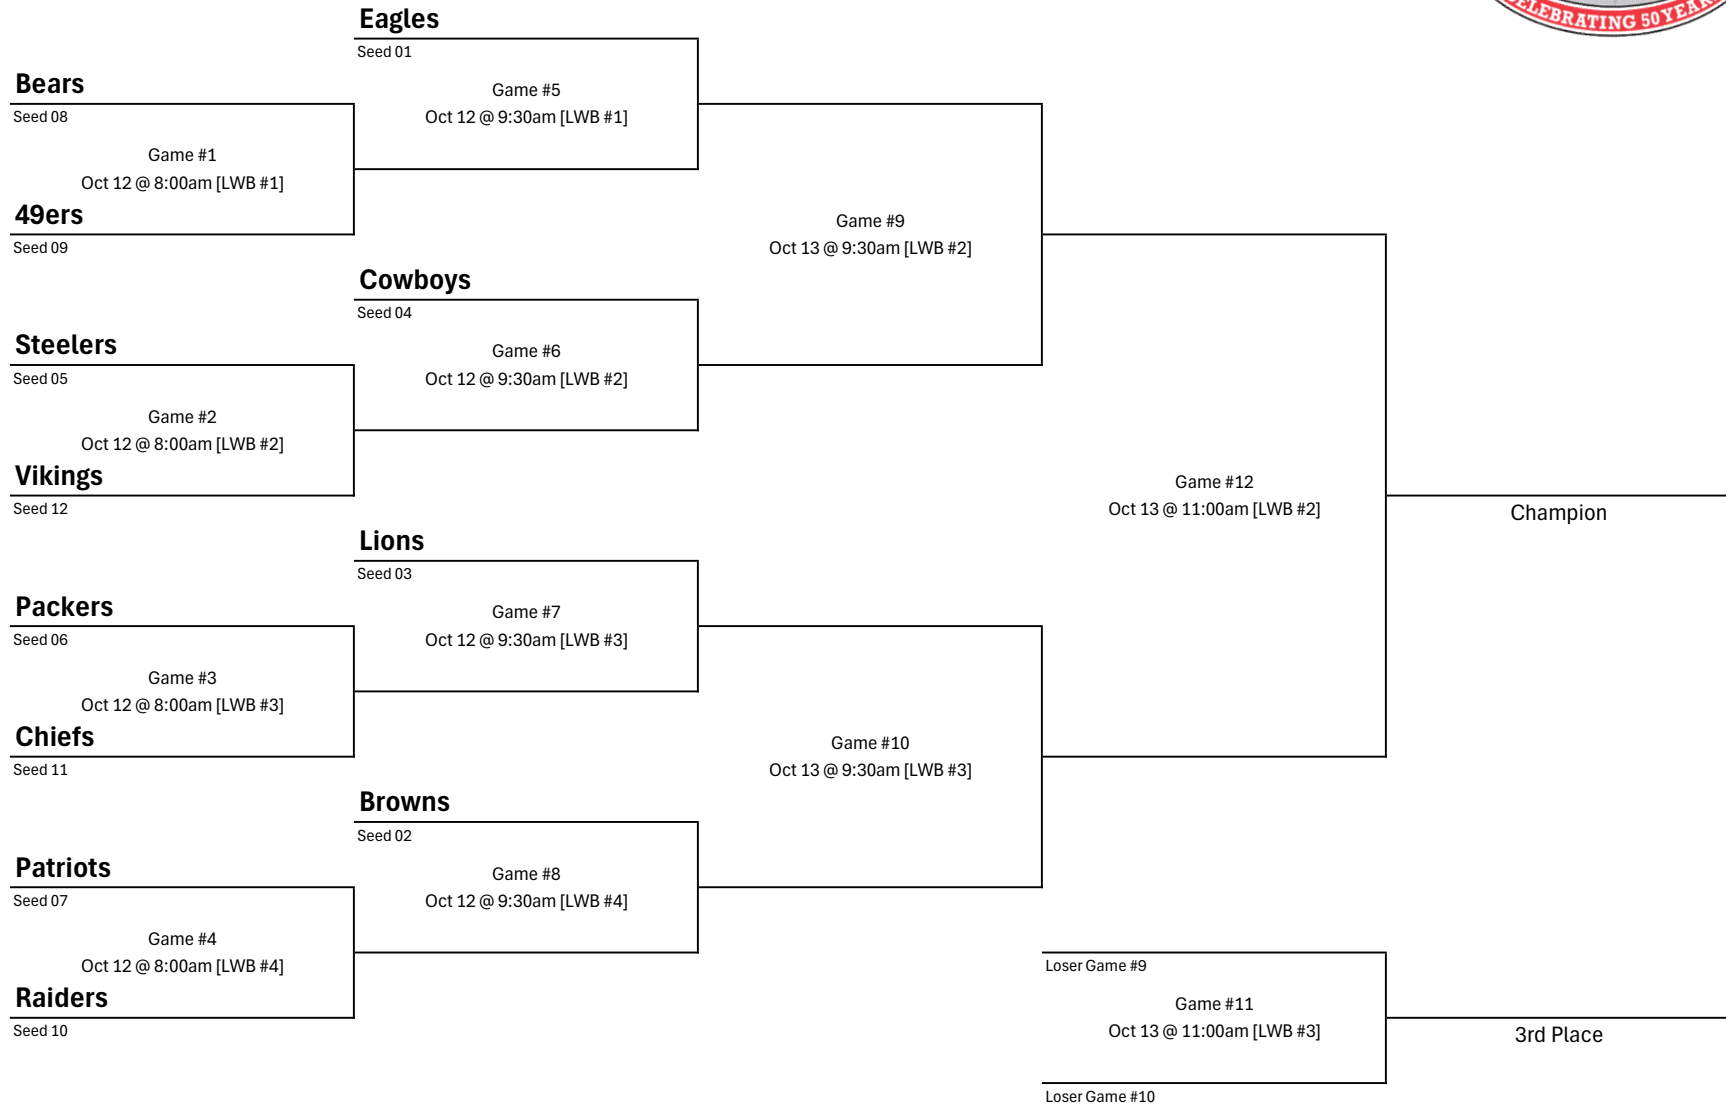 CELEBRATING 50 YEARS
Eagles
Seed 01
Game #5
Oct 12 @ 9:30am [LWB #1]
Bears
Seed 08
Game #1
Oct 12 @ 8:00am [LWB #1]
49ers
Seed 09
Game #9
Oct 13 @ 9:30am [LWB #2]
Cowboys
Seed 04
Game #6
Oct 12 @ 9:30am [LWB #2]
Steelers
Seed 05
Game #2
Oct 12 @ 8:00am [LWB #2]
Vikings
Seed 12
Game #12
Oct 13 @ 11:00am [LWB #2]
Champion
Lions
Seed 03
Game #7
Oct 12 @ 9:30am [LWB #3]
Packers
Seed 06
Game #3
Oct 12 @ 8:00am [LWB #3]
Chiefs
Seed 11
Game #10
Oct 13 @ 9:30am [LWB #3]
Browns
Seed 02
Game #8
Oct 12 @ 9:30am [LWB #4]
Patriots
Seed 07
Game #4
Oct 12 @ 8:00am [LWB #4]
Raiders
Seed 10
Loser Game #9
Game #11
Oct 13 @ 11:00am [LWB #3]
3rd Place
Loser Game #10